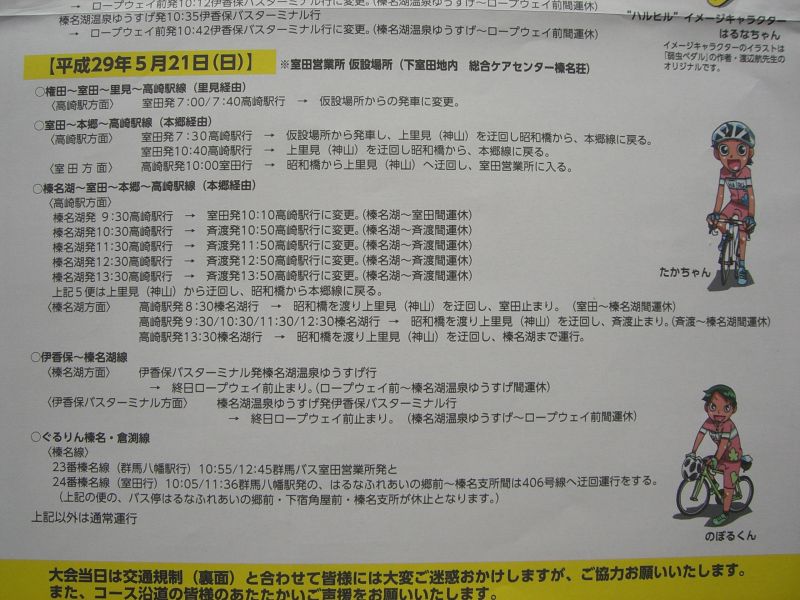 → ロープウェイ前発10:12伊香保バスターミナル行に変更。(榛名湖温泉ゆうすげ〜ロープウェイ前間運休)
榛名湖温泉ゆうすげ発10:35伊香保バスターミナル行
→ ロープウェイ前発10:42伊香保バスターミナル行に変更。(榛名湖温泉ゆうすげ〜ロープウェイ前間運休)
"ハルヒル" イメージキャラクター
はるなちゃん
イメージキャラクターのイラストは
「弱虫ペダル」の作者・渡辺航先生の
オリジナルです。
【平成29年5月21日(日)】 ※室田営業所 仮設場所(下室田地内 総合ケアセンター榛名荘)
○権田〜室田〜里見〜高崎駅線(里見経由)
〈高崎駅方面〉 室田発7:00/7:40高崎駅行 → 仮設場所からの発車に変更。
○室田〜本郷〜高崎駅線(本郷経由)
〈高崎駅方面〉 室田発7:30高崎駅行 → 仮設場所から発車し、上里見(神山)を迂回し昭和橋から、本郷線に戻る。
室田発10:40高崎駅行 → 上里見(神山)を迂回し昭和橋から、本郷線に戻る。
〈室田方面〉 高崎駅発10:00室田行 → 昭和橋から上里見(神山)へ迂回し、室田営業所に入る。
○榛名湖〜室田〜本郷〜高崎駅線(本郷経由)
〈高崎駅方面〉
榛名湖発 9:30高崎駅行 → 室田発10:10高崎駅行に変更。(榛名湖〜室田間運休)
榛名湖発10:30高崎駅行 → 斉渡発10:50高崎駅行に変更。(榛名湖〜斉渡間運休)
榛名湖発11:30高崎駅行 → 斉渡発11:50高崎駅行に変更。(榛名湖〜斉渡間運休)
榛名湖発12:30高崎駅行 → 斉渡発12:50高崎駅行に変更。(榛名湖〜斉渡間運休)
榛名湖発13:30高崎駅行 → 斉渡発13:50高崎駅行に変更。(榛名湖〜斉渡間運休)
上記5便は上里見(神山)から迂回し、昭和橋から本郷線に戻る。
たかちゃん
〈榛名湖方面〉 高崎駅発8:30榛名湖行 → 昭和橋を渡り上里見(神山)を迂回し、室田止まり。(室田〜榛名湖間運休)
高崎駅発9:30/10:30/11:30/12:30榛名湖行 → 昭和橋を渡り上里見(神山)を迂回し、斉渡止まり。(斉渡〜榛名湖間運休)
高崎駅発13:30榛名湖行 → 昭和橋を渡り上里見(神山)を迂回し、榛名湖まで運行。
○伊香保〜榛名湖線
〈榛名湖方面〉 伊香保バスターミナル発榛名湖温泉ゆうすげ行
→ 終日ロープウェイ前止まり。(ロープウェイ前〜榛名湖温泉ゆうすげ間運休)
〈伊香保バスターミナル方面〉 榛名湖温泉ゆうすげ発伊香保バスターミナル行
→ 終日ロープウェイ前止まり。(榛名湖温泉ゆうすげ〜ロープウェイ前間運休)
○ぐるりん榛名・倉渕線
〈榛名線〉
23番榛名線(群馬八幡駅行)10:55/12:45群馬バス室田営業所発と
24番榛名線(室田行)10:05/11:36群馬八幡駅発の、はるなふれあいの郷前〜榛名支所間は406号線へ迂回運行をする。
(上記の便の、バス停はるなふれあいの郷前・下宿角屋前・榛名支所が休止となります。)
上記以外は通常運行
のぼるくん
大会当日は交通規制(裏面)と合わせて皆様には大変ご迷惑おかけしますが、ご協力お願いいたします。
また、コース沿道の皆様のあたたかいご声援をお願いいたします。